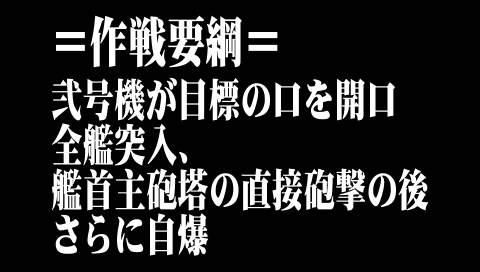 ＝作戦要綱＝
弐号機が目標の口を開口
全艦突入、
艦首主砲塔の直接砲撃の後
さらに自爆